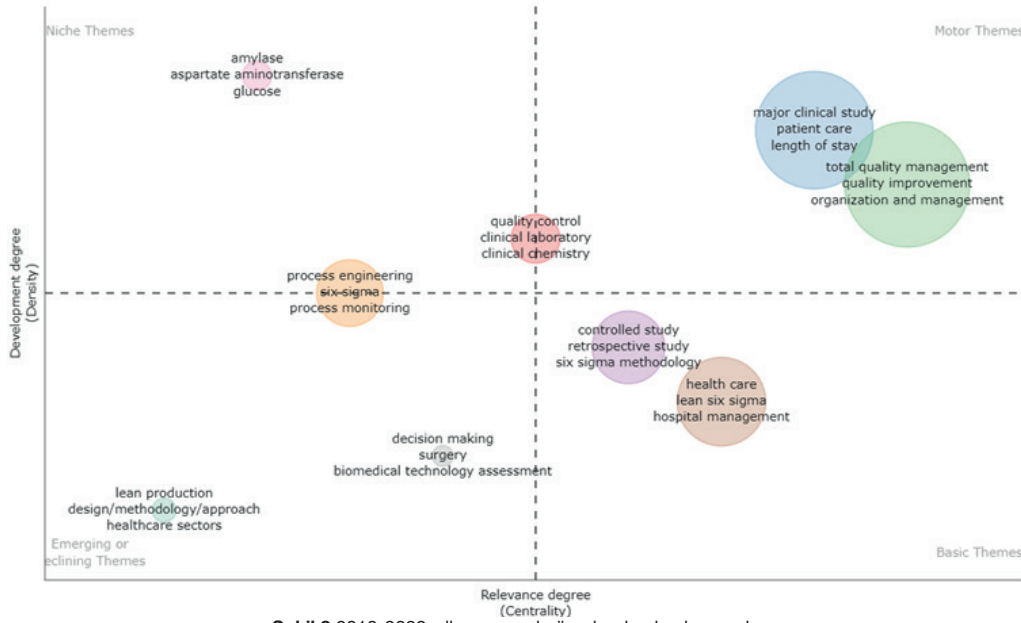 Niche Themes
Motor Themes
amylase
aspartate aminotransferase
glucose
major clinical study
patient care
length of stay
total quality management
quality improvement
organization and management
quality control
clinical laboratory
clinical chemistry
process engineering
six sigma
process monitoring
controlled study
retrospective study
six sigma methodology
health care
lean six sigma
hospital management
decision making
surgery
biomedical technology assessment
lean production
design/methodology/approach
healthcare sectors
Emerging or
eclining Themes
Basic Themes
Development degree
(Density)
Relevance degree
(Centrality)